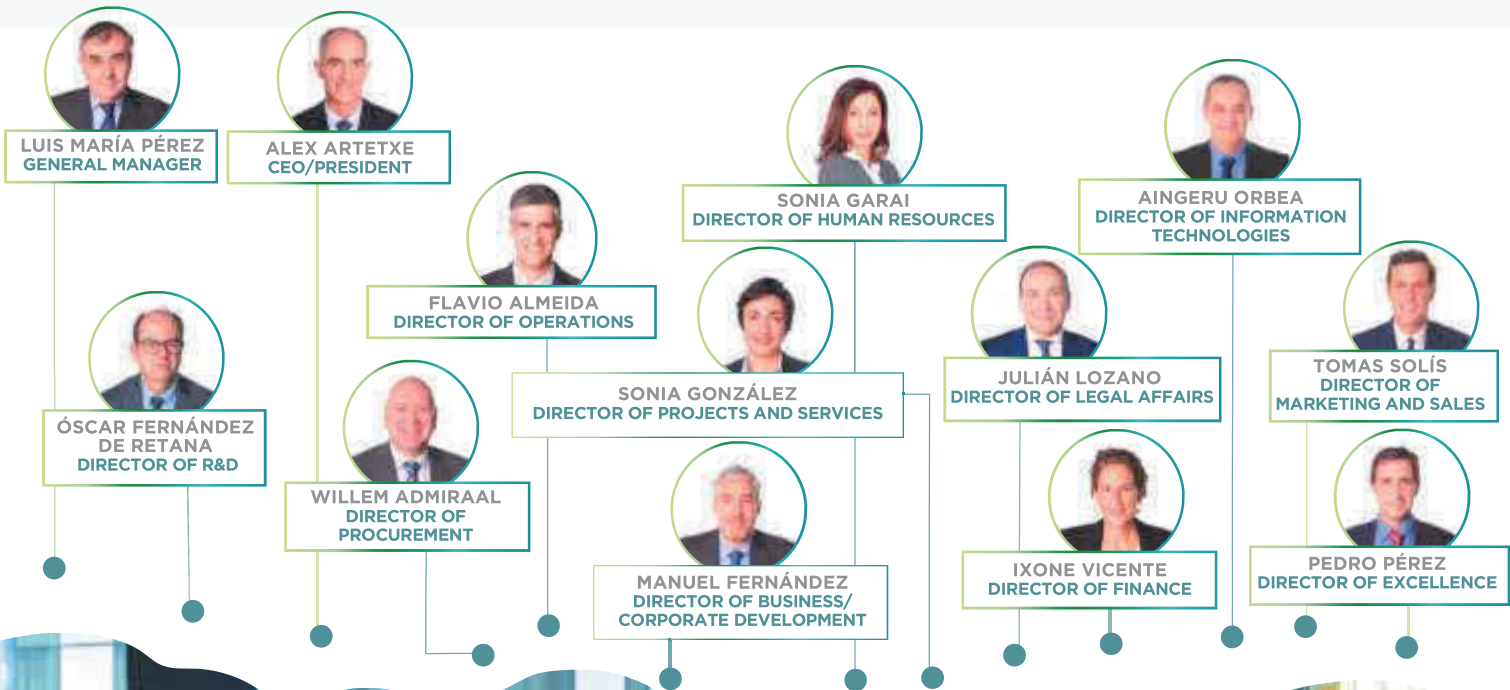 LUIS MARÍA PÉREZ
GENERAL MANAGER
ALEX ARTETXE
CEO/PRESIDENT
SONIA GARAI
DIRECTOR OF HUMAN RESOURCES
AINGERU ORBEA
DIRECTOR OF INFORMATION
TECHNOLOGIES
FLAVIO ALMEIDA
DIRECTOR OF OPERATIONS
SONIA GONZÁLEZ
DIRECTOR OF PROJECTS AND SERVICES
JULIÁN LOZANO
DIRECTOR OF LEGAL AFFAIRS
TOMAS SOLÍS
DIRECTOR OF
MARKETING AND SALES
ÓSCAR FERNÁNDEZ
DE RETANA
DIRECTOR OF R&D
WILLEM ADMIRAAL
DIRECTOR OF
PROCUREMENT
MANUEL FERNÁNDEZ
DIRECTOR OF BUSINESS/
CORPORATE DEVELOPMENT
IXONE VICENTE
DIRECTOR OF FINANCE
PEDRO PÉREZ
DIRECTOR OF EXCELLENCE